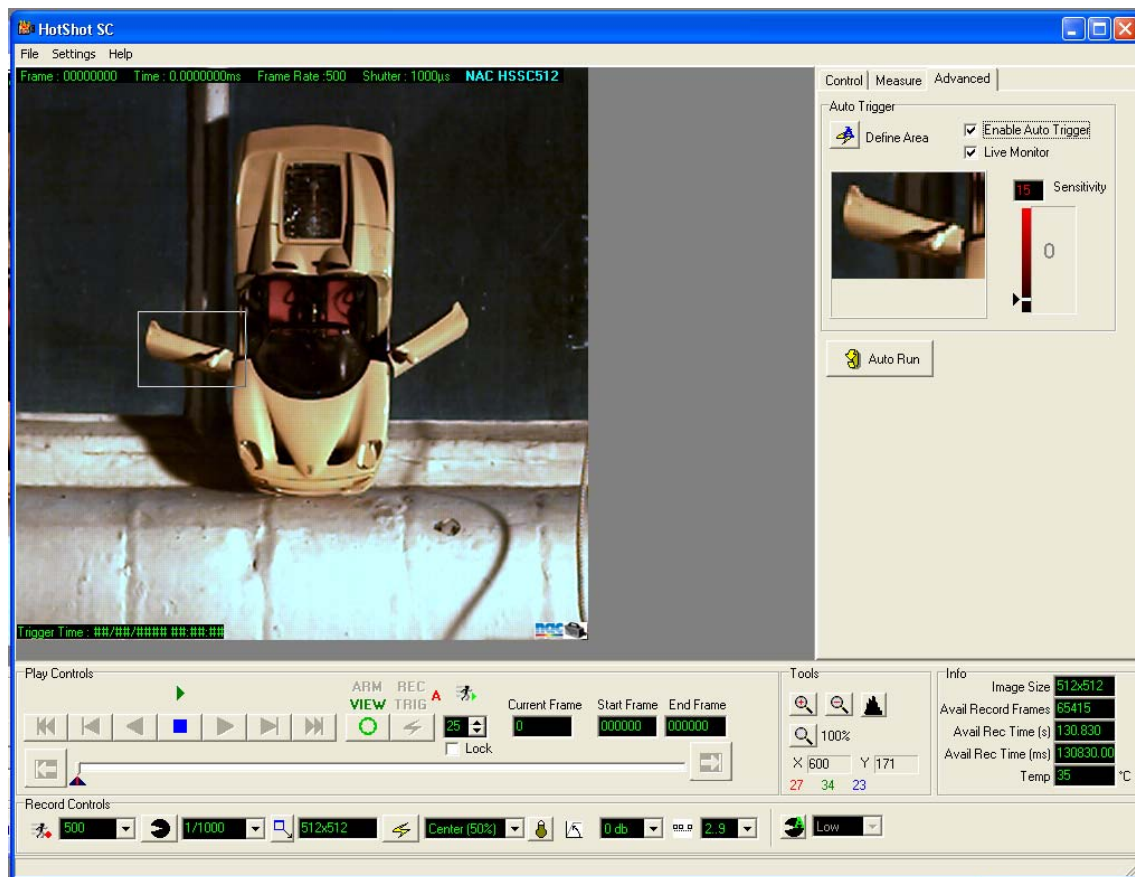 HotShot SC
File Settings Help
Frame : 00000000 Time : 0.0000000ms Frame Rate :500 Shutter : 1000µs NAC HSSC512
Control Measure Advanced
Auto Trigger
Define Area
Enable Auto Trigger
Live Monitor
15 Sensitivity
0
Auto Run
Trigger Time : ##/##/#### ##:##:##
nac
Play Controls
ARM REC
VIEW TRIG A
25
Lock
Current Frame Start Frame End Frame
0 000000 000000
Tools
100%
X 600 Y 171
27 34 23
Info
Image Size 512x512
Avail Record Frames 65415
Avail Rec Time (s) 130.830
Avail Rec Time (ms) 130830.00
Temp 35 °C
Record Controls
500 1/1000 512x512 Center (50%) 0 db 2..9 Low